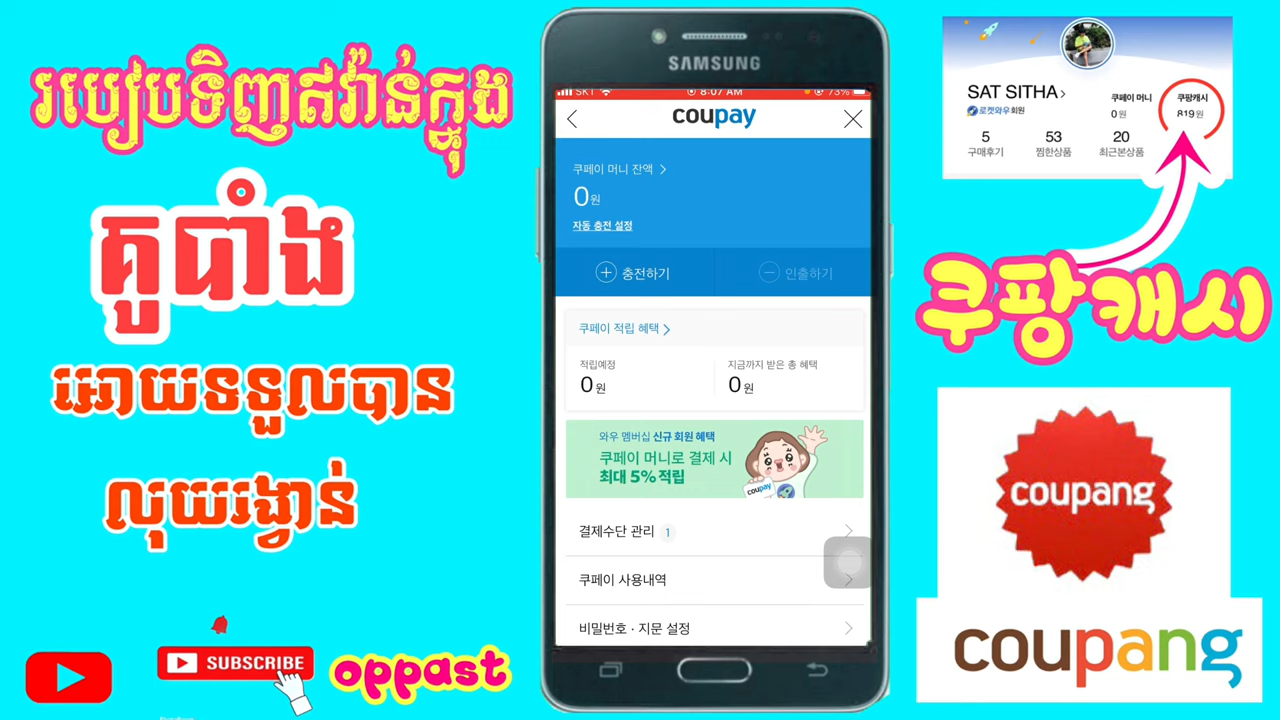 របៀបទិញឥវ៉ាន់ក្នុង
គូប៉ាំង
អោយទទួលបាន
លុយរង្វាន់
SUBSCRIBE
oppast
SAMSUNG
SKT 8:07 AM 73%
coupay
쿠페이 머니 잔액 >
0원
자동 충전 설정
+ 충전하기
− 인출하기
쿠페이 적립 혜택 >
적립예정
0원
지금까지 받은 총 혜택
0원
와우 멤버십 신규 회원 혜택
쿠페이 머니로 결제 시
최대 5% 적립
coupay
결제수단 관리 1
쿠페이 사용내역
비밀번호 · 지문 설정
SAT SITHA >
로켓와우 회원
쿠페이 머니
0원
쿠팡캐시
819원
5
구매후기
53
찜한상품
20
최근본상품
쿠팡캐시
coupang
coupang